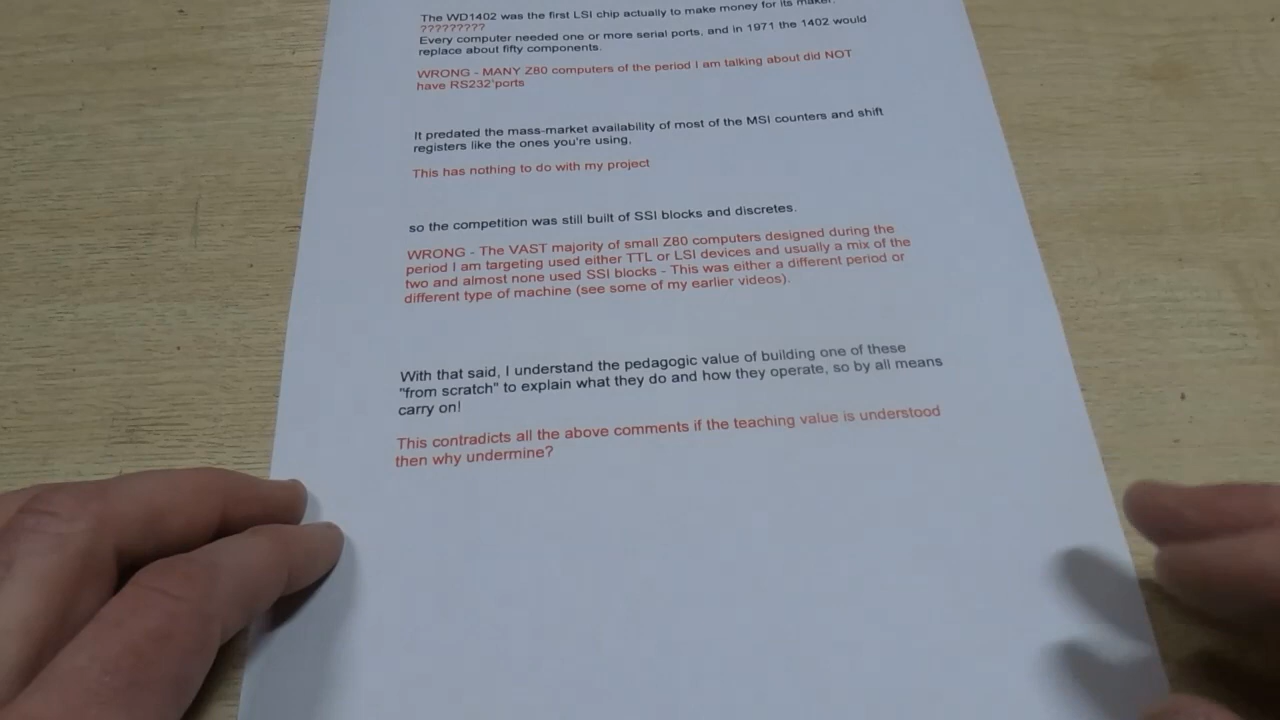 The WD1402 was the first LSI chip actually to make money for its maker.
?????????
Every computer needed one or more serial ports, and in 1971 the 1402 would
replace about fifty components.
WRONG - MANY Z80 computers of the period I am talking about did NOT
have RS232'ports
It predated the mass-market availability of most of the MSI counters and shift
registers like the ones you're using,
This has nothing to do with my project
so the competition was still built of SSI blocks and discretes.
WRONG - The VAST majority of small Z80 computers designed during the
period I am targeting used either TTL or LSI devices and usually a mix of the
two and almost none used SSI blocks - This was either a different period or
different type of machine (see some of my earlier videos).
With that said, I understand the pedagogic value of building one of these
"from scratch" to explain what they do and how they operate, so by all means
carry on!
This contradicts all the above comments if the teaching value is understood
then why undermine?